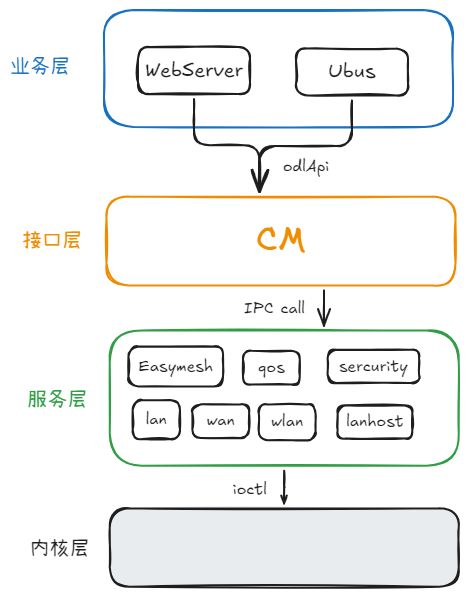 业务层
WebServer
Ubus
odlApi
接口层
CM
IPC call
服务层
Easymesh
qos
sercurity
lan
wan
wlan
lanhost
ioctl
内核层